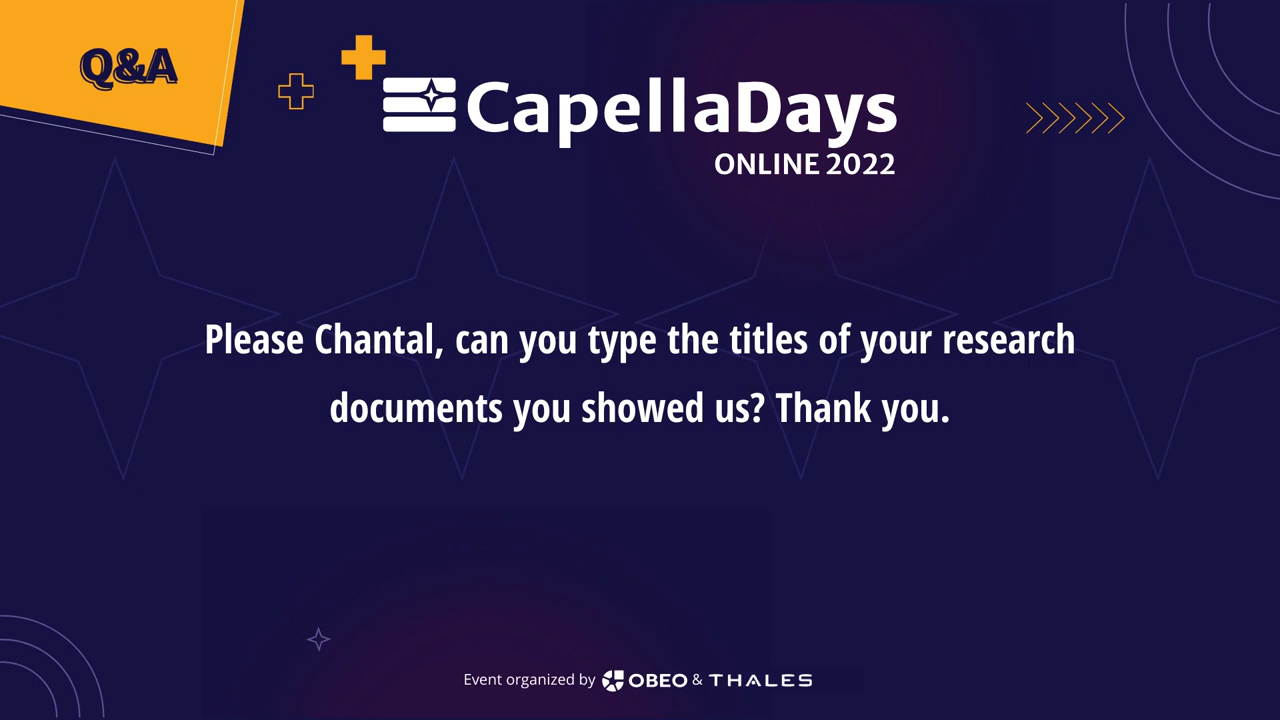 Q&A
CapellaDays
ONLINE 2022
Please Chantal, can you type the titles of your research
documents you showed us? Thank you.
Event organized by OBEO & THALES